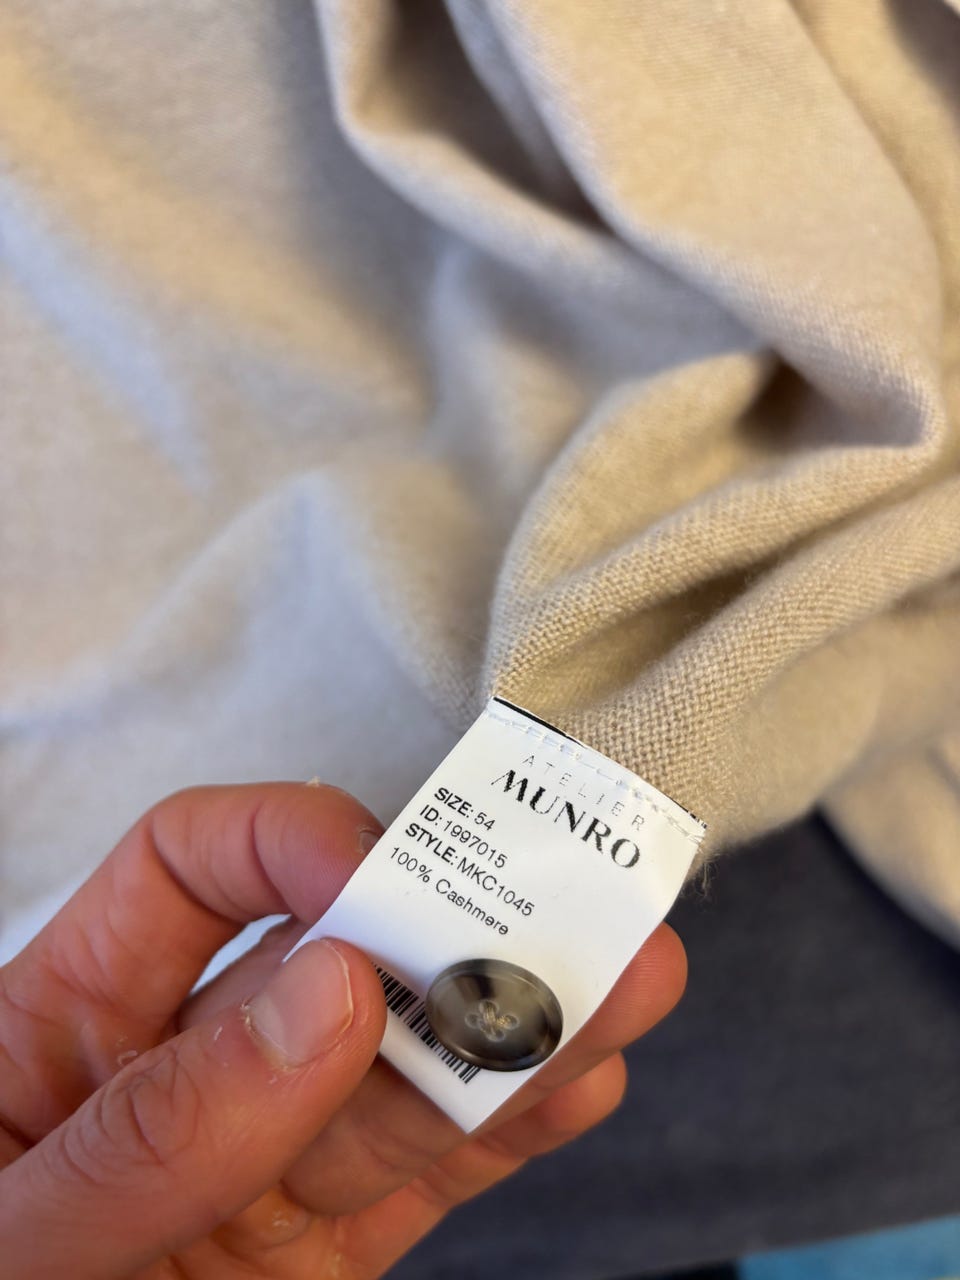 ATELIER
MUNRO
SIZE: 54
ID: 1997015
STYLE: MKC1045
100% Cashmere